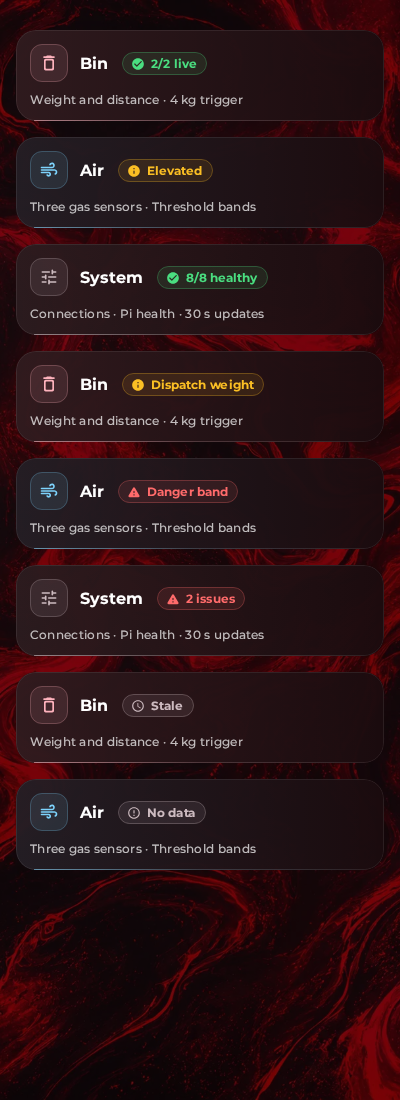 Bin 2/2 live
Weight and distance · 4 kg trigger
Air Elevated
Three gas sensors · Threshold bands
System 8/8 healthy
Connections · Pi health · 30 s updates
Bin Dispatch weight
Weight and distance · 4 kg trigger
Air Danger band
Three gas sensors · Threshold bands
System 2 issues
Connections · Pi health · 30 s updates
Bin Stale
Weight and distance · 4 kg trigger
Air No data
Three gas sensors · Threshold bands